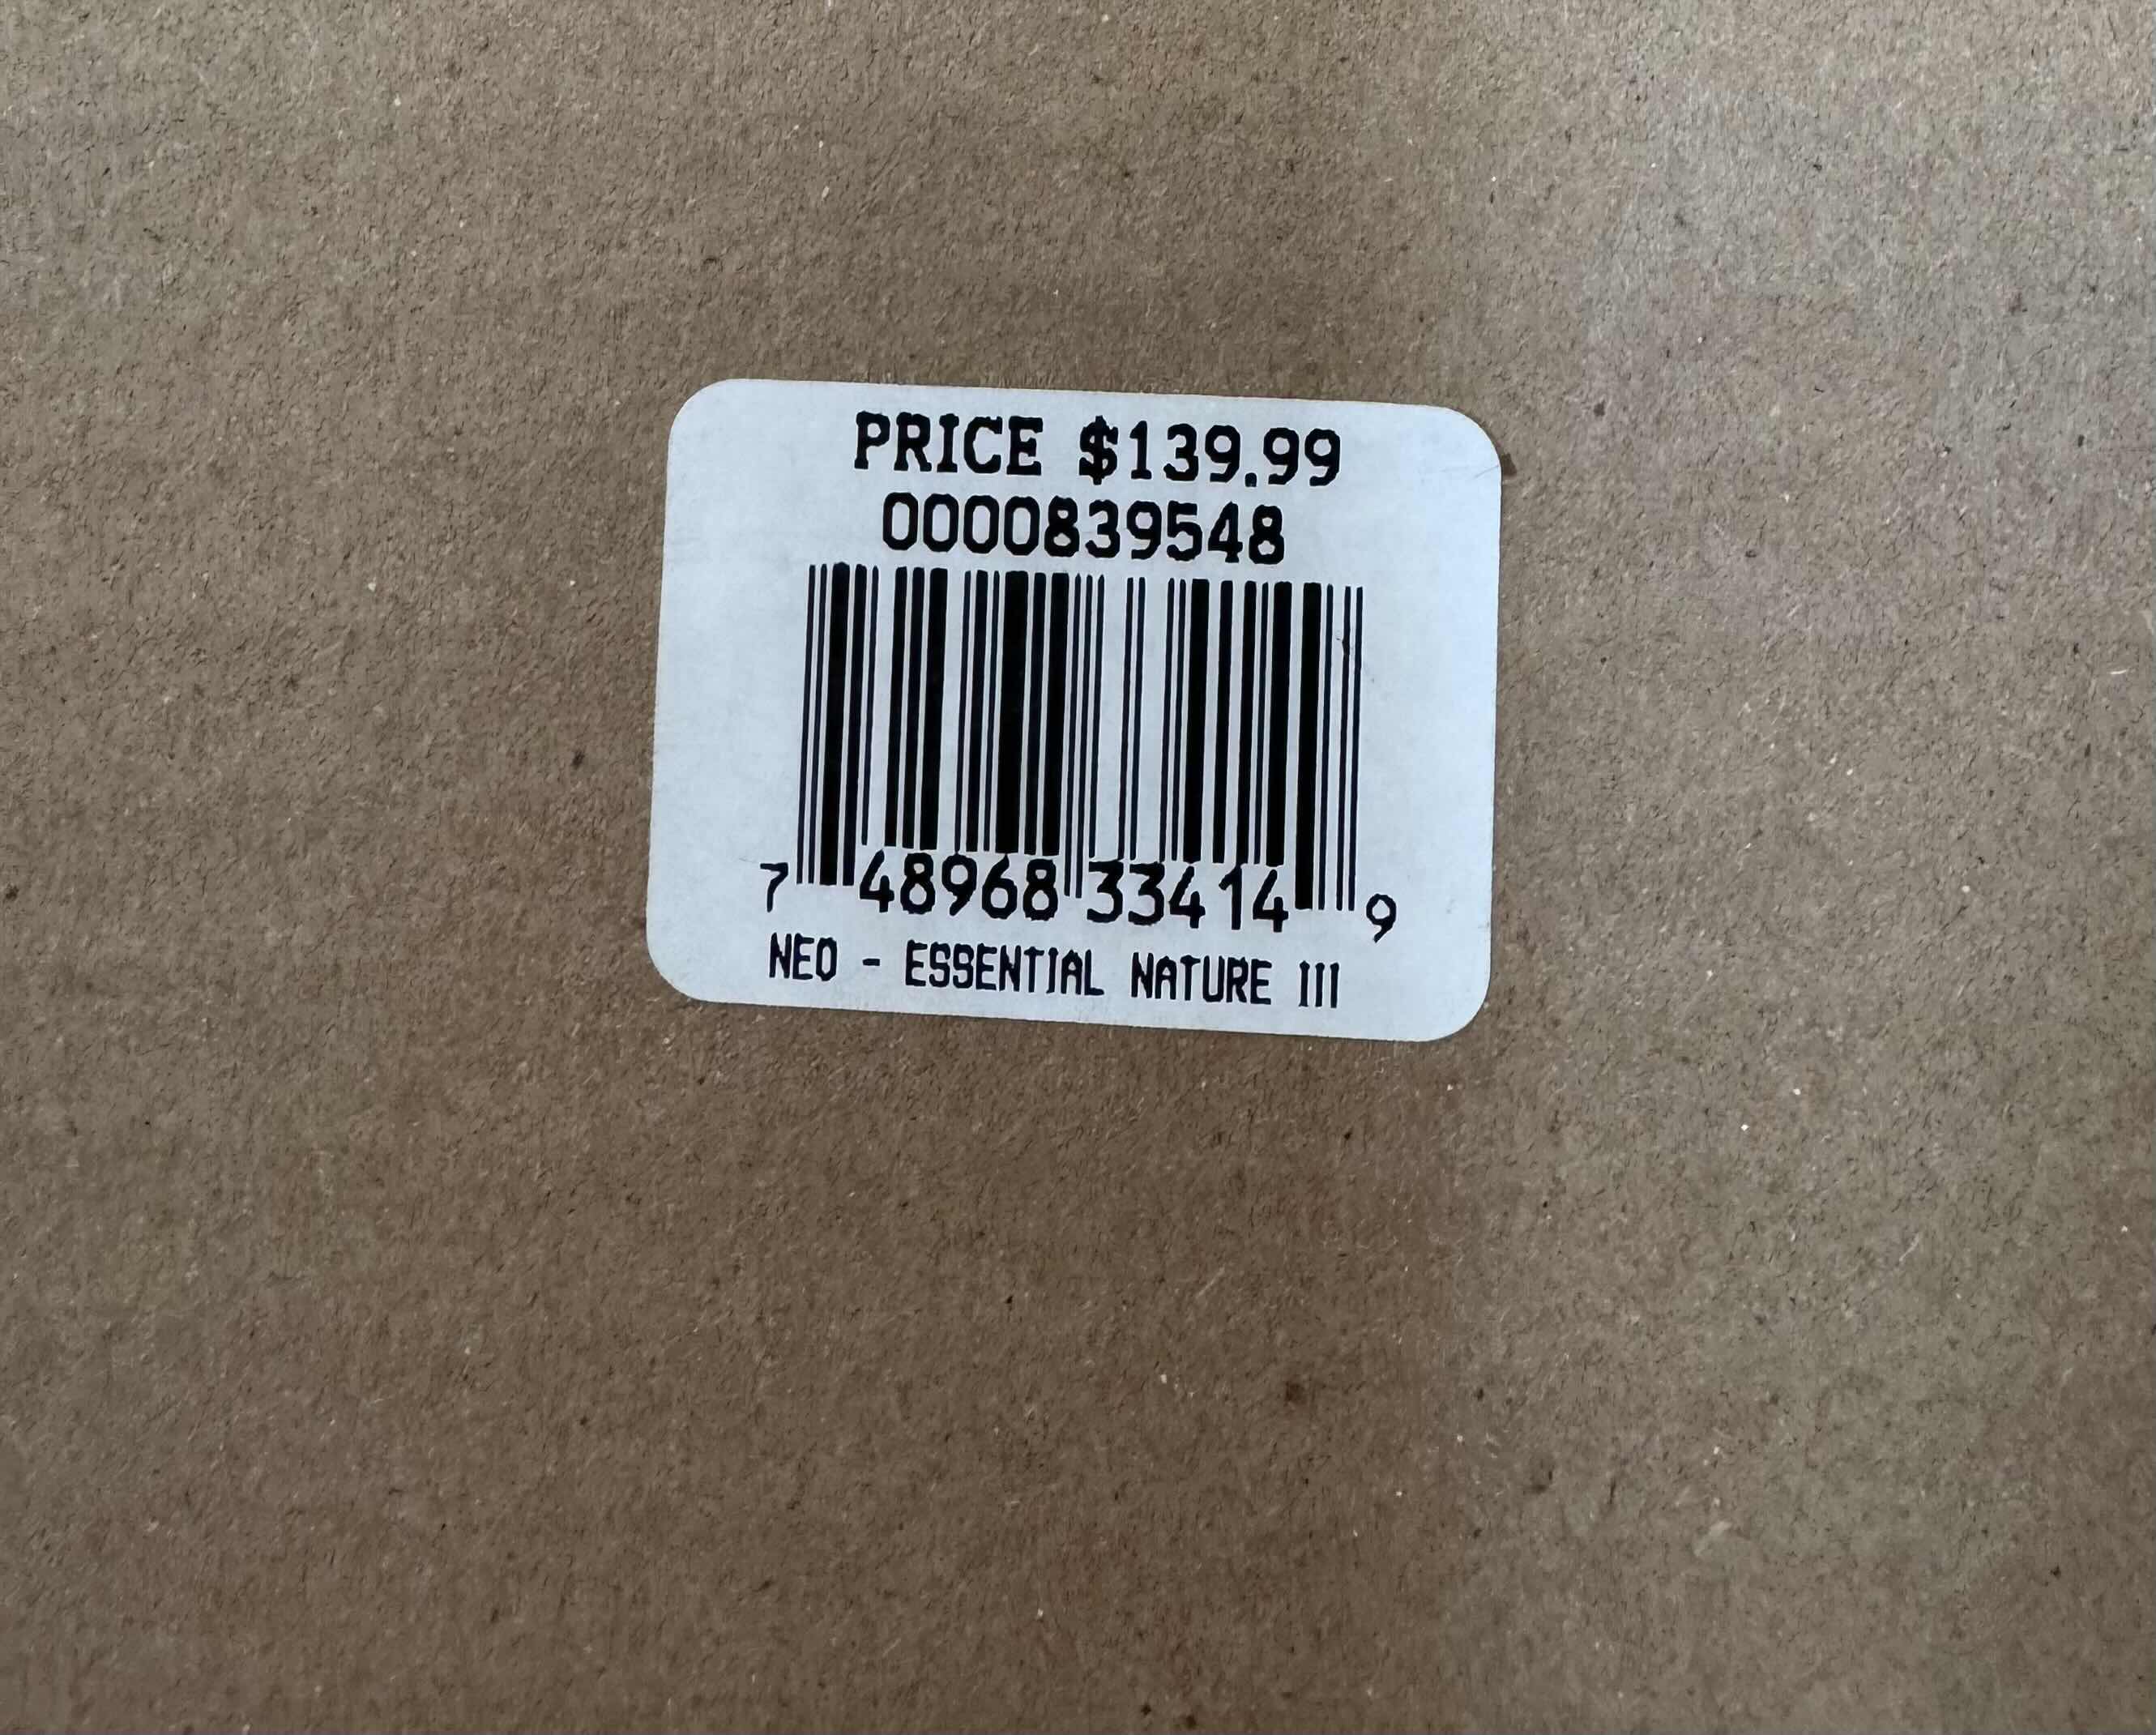 PRICE $139.99
0000839548
7 48968 33414 9
NEO - ESSENTIAL NATURE III